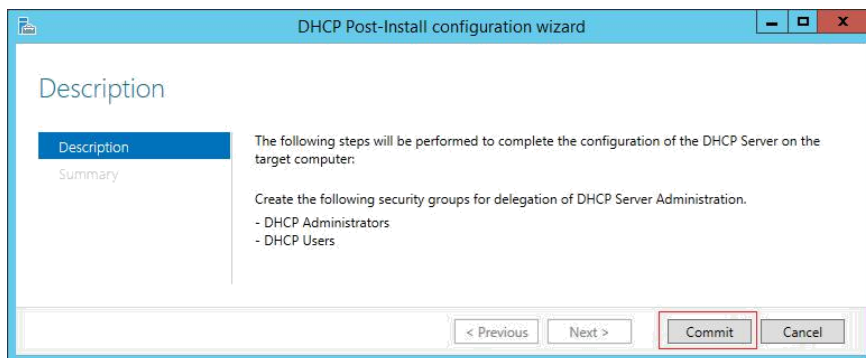 DHCP Post-Install configuration wizard
Description
Description
Summary
The following steps will be performed to complete the configuration of the DHCP Server on the
target computer:
Create the following security groups for delegation of DHCP Server Administration.
- DHCP Administrators
- DHCP Users
< Previous
Next >
Commit
Cancel